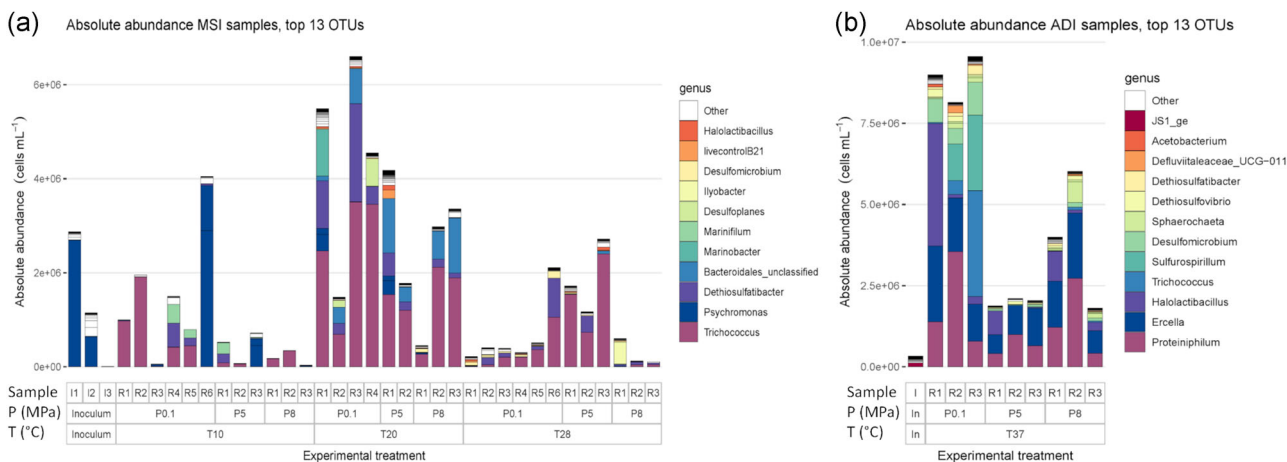 (a)
Absolute abundance MSI samples, top 13 OTUs
Absolute abundance (cells mL⁻¹)
6e+06
4e+06
2e+06
0e+00
genus
Other
Halolactibacillus
livecontrolB21
Desulfomicrobium
Ilyobacter
Desulfoplanes
Marinifilum
Marinobacter
Bacteroidales_unclassified
Dethiosulfatibacter
Psychromonas
Trichococcus
Sample I1 I2 I3 R1 R2 R3 R4 R5 R6 R1 R2 R3 R1 R2 R3 R1 R2 R3 R4 R1 R2 R1 R2 R3 R1 R2 R3 R4 R5 R6 R1 R2 R3 R1 R2 R3
P (MPa) Inoculum P0.1 P5 P8 P0.1 P5 P8 P0.1 P5 P8
T (°C) Inoculum T10 T20 T28
Experimental treatment
(b)
Absolute abundance ADI samples, top 13 OTUs
Absolute abundance (cells mL⁻¹)
1.0e+07
7.5e+06
5.0e+06
2.5e+06
0.0e+00
genus
Other
JS1_ge
Acetobacterium
Defluviitaleaceae_UCG-011
Dethiosulfatibacter
Dethiosulfovibrio
Sphaerochaeta
Desulfomicrobium
Sulfurospirillum
Trichococcus
Halolactibacillus
Ercella
Proteiniphilum
Sample I R1 R2 R3 R1 R2 R3 R1 R2 R3
P (MPa) In P0.1 P5 P8
T (°C) In T37
Experimental treatment